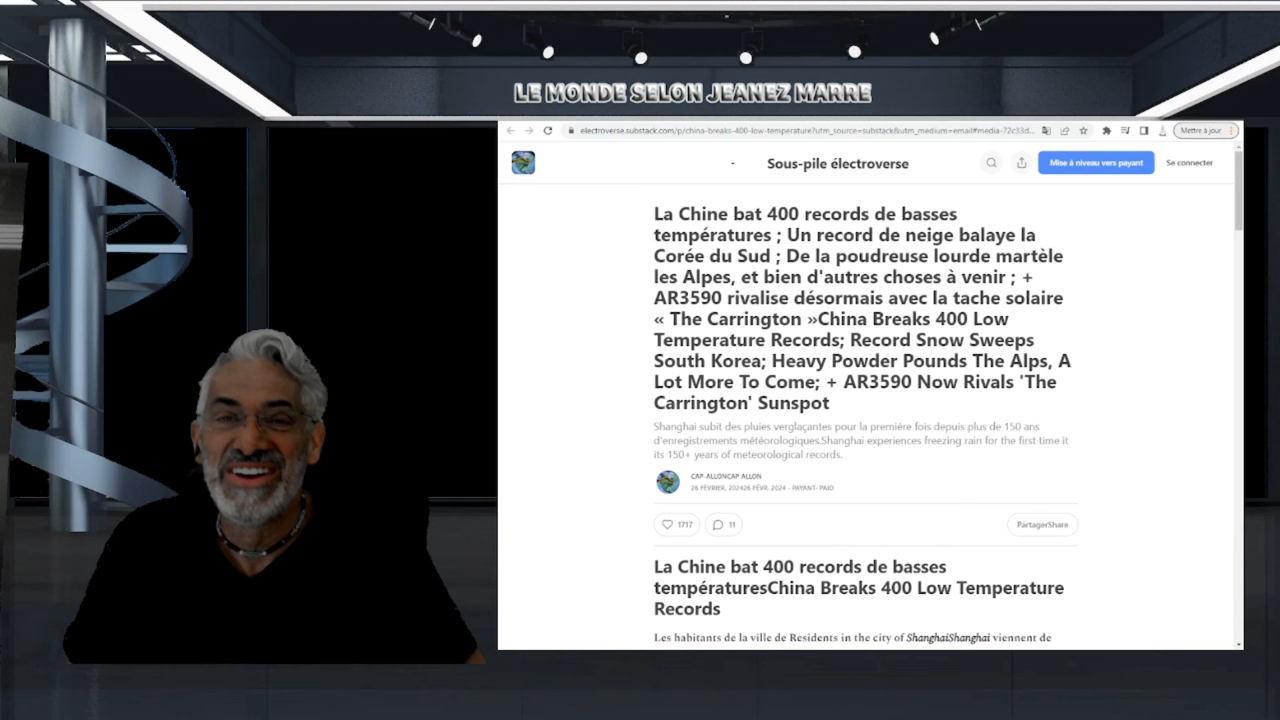 LE MONDE SELON JEANEZ MARRE
electroverse.substack.com/p/china-breaks-400-low-temperature?utm_source=substack&utm_medium=email#media-72c33d...
Mettre à jour
Sous-pile électroverse
Mise à niveau vers payant
Se connecter
La Chine bat 400 records de basses
températures ; Un record de neige balaye la
Corée du Sud ; De la poudreuse lourde martèle
les Alpes, et bien d'autres choses à venir ; +
AR3590 rivalise désormais avec la tache solaire
« The Carrington »China Breaks 400 Low
Temperature Records; Record Snow Sweeps
South Korea; Heavy Powder Pounds The Alps, A
Lot More To Come; + AR3590 Now Rivals 'The
Carrington' Sunspot
Shanghai subit des pluies verglaçantes pour la première fois depuis plus de 150 ans
d'enregistrements météorologiques.Shanghai experiences freezing rain for the first time it
its 150+ years of meteorological records.
CAP-ALLONCAP ALLON
26 FÉVRIER, 202426 FÉVR. 2024 - PAYANT- PAID
1717
11
PartagerShare
La Chine bat 400 records de basses
températuresChina Breaks 400 Low Temperature
Records
Les habitants de la ville de Residents in the city of ShanghaiShanghai viennent de